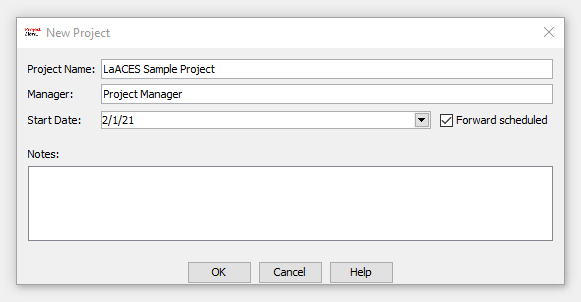 New Project
Project Name: LaACES Sample Project
Manager: Project Manager
Start Date: 2/1/21 Forward scheduled
Notes:
OK Cancel Help